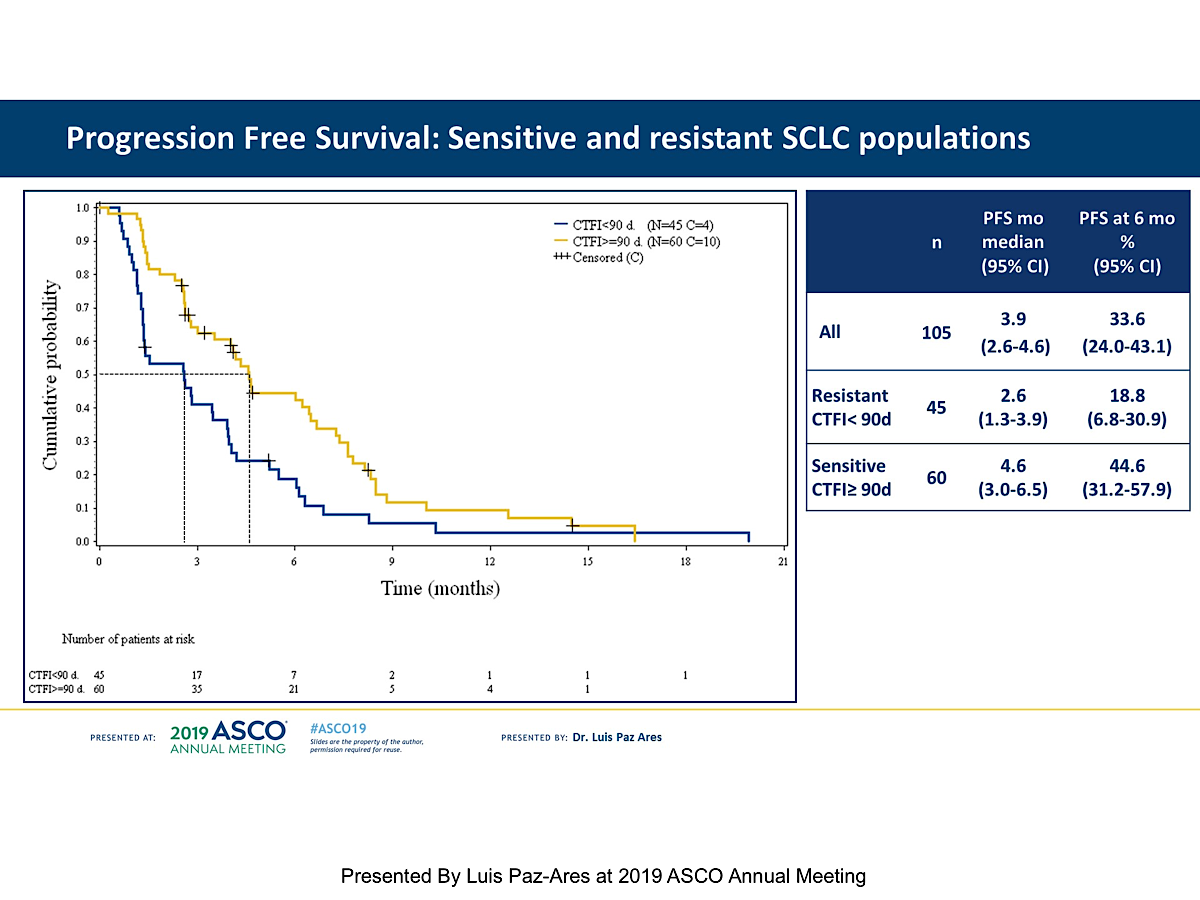 Progression Free Survival: Sensitive and resistant SCLC populations
Cumulative probability
1.0
0.9
0.8
0.7
0.6
0.5
0.4
0.3
0.2
0.1
0.0
CTFI<90 d. (N=45 C=4)
CTFI>=90 d. (N=60 C=10)
+++ Censored (C)
0 3 6 9 12 15 18 21
Time (months)
Number of patients at risk
CTFI<90 d. 45 17 7 2 1 1 1
CTFI>=90 d. 60 35 21 5 4 1
n PFS mo median (95% CI) PFS at 6 mo % (95% CI)
All 105 3.9 (2.6-4.6) 33.6 (24.0-43.1)
Resistant CTFI< 90d 45 2.6 (1.3-3.9) 18.8 (6.8-30.9)
Sensitive CTFI≥ 90d 60 4.6 (3.0-6.5) 44.6 (31.2-57.9)
PRESENTED AT:
2019 ASCO
ANNUAL MEETING
#ASCO19
Slides are the property of the author,
permission required for reuse.
PRESENTED BY: Dr. Luis Paz Ares
Presented By Luis Paz-Ares at 2019 ASCO Annual Meeting